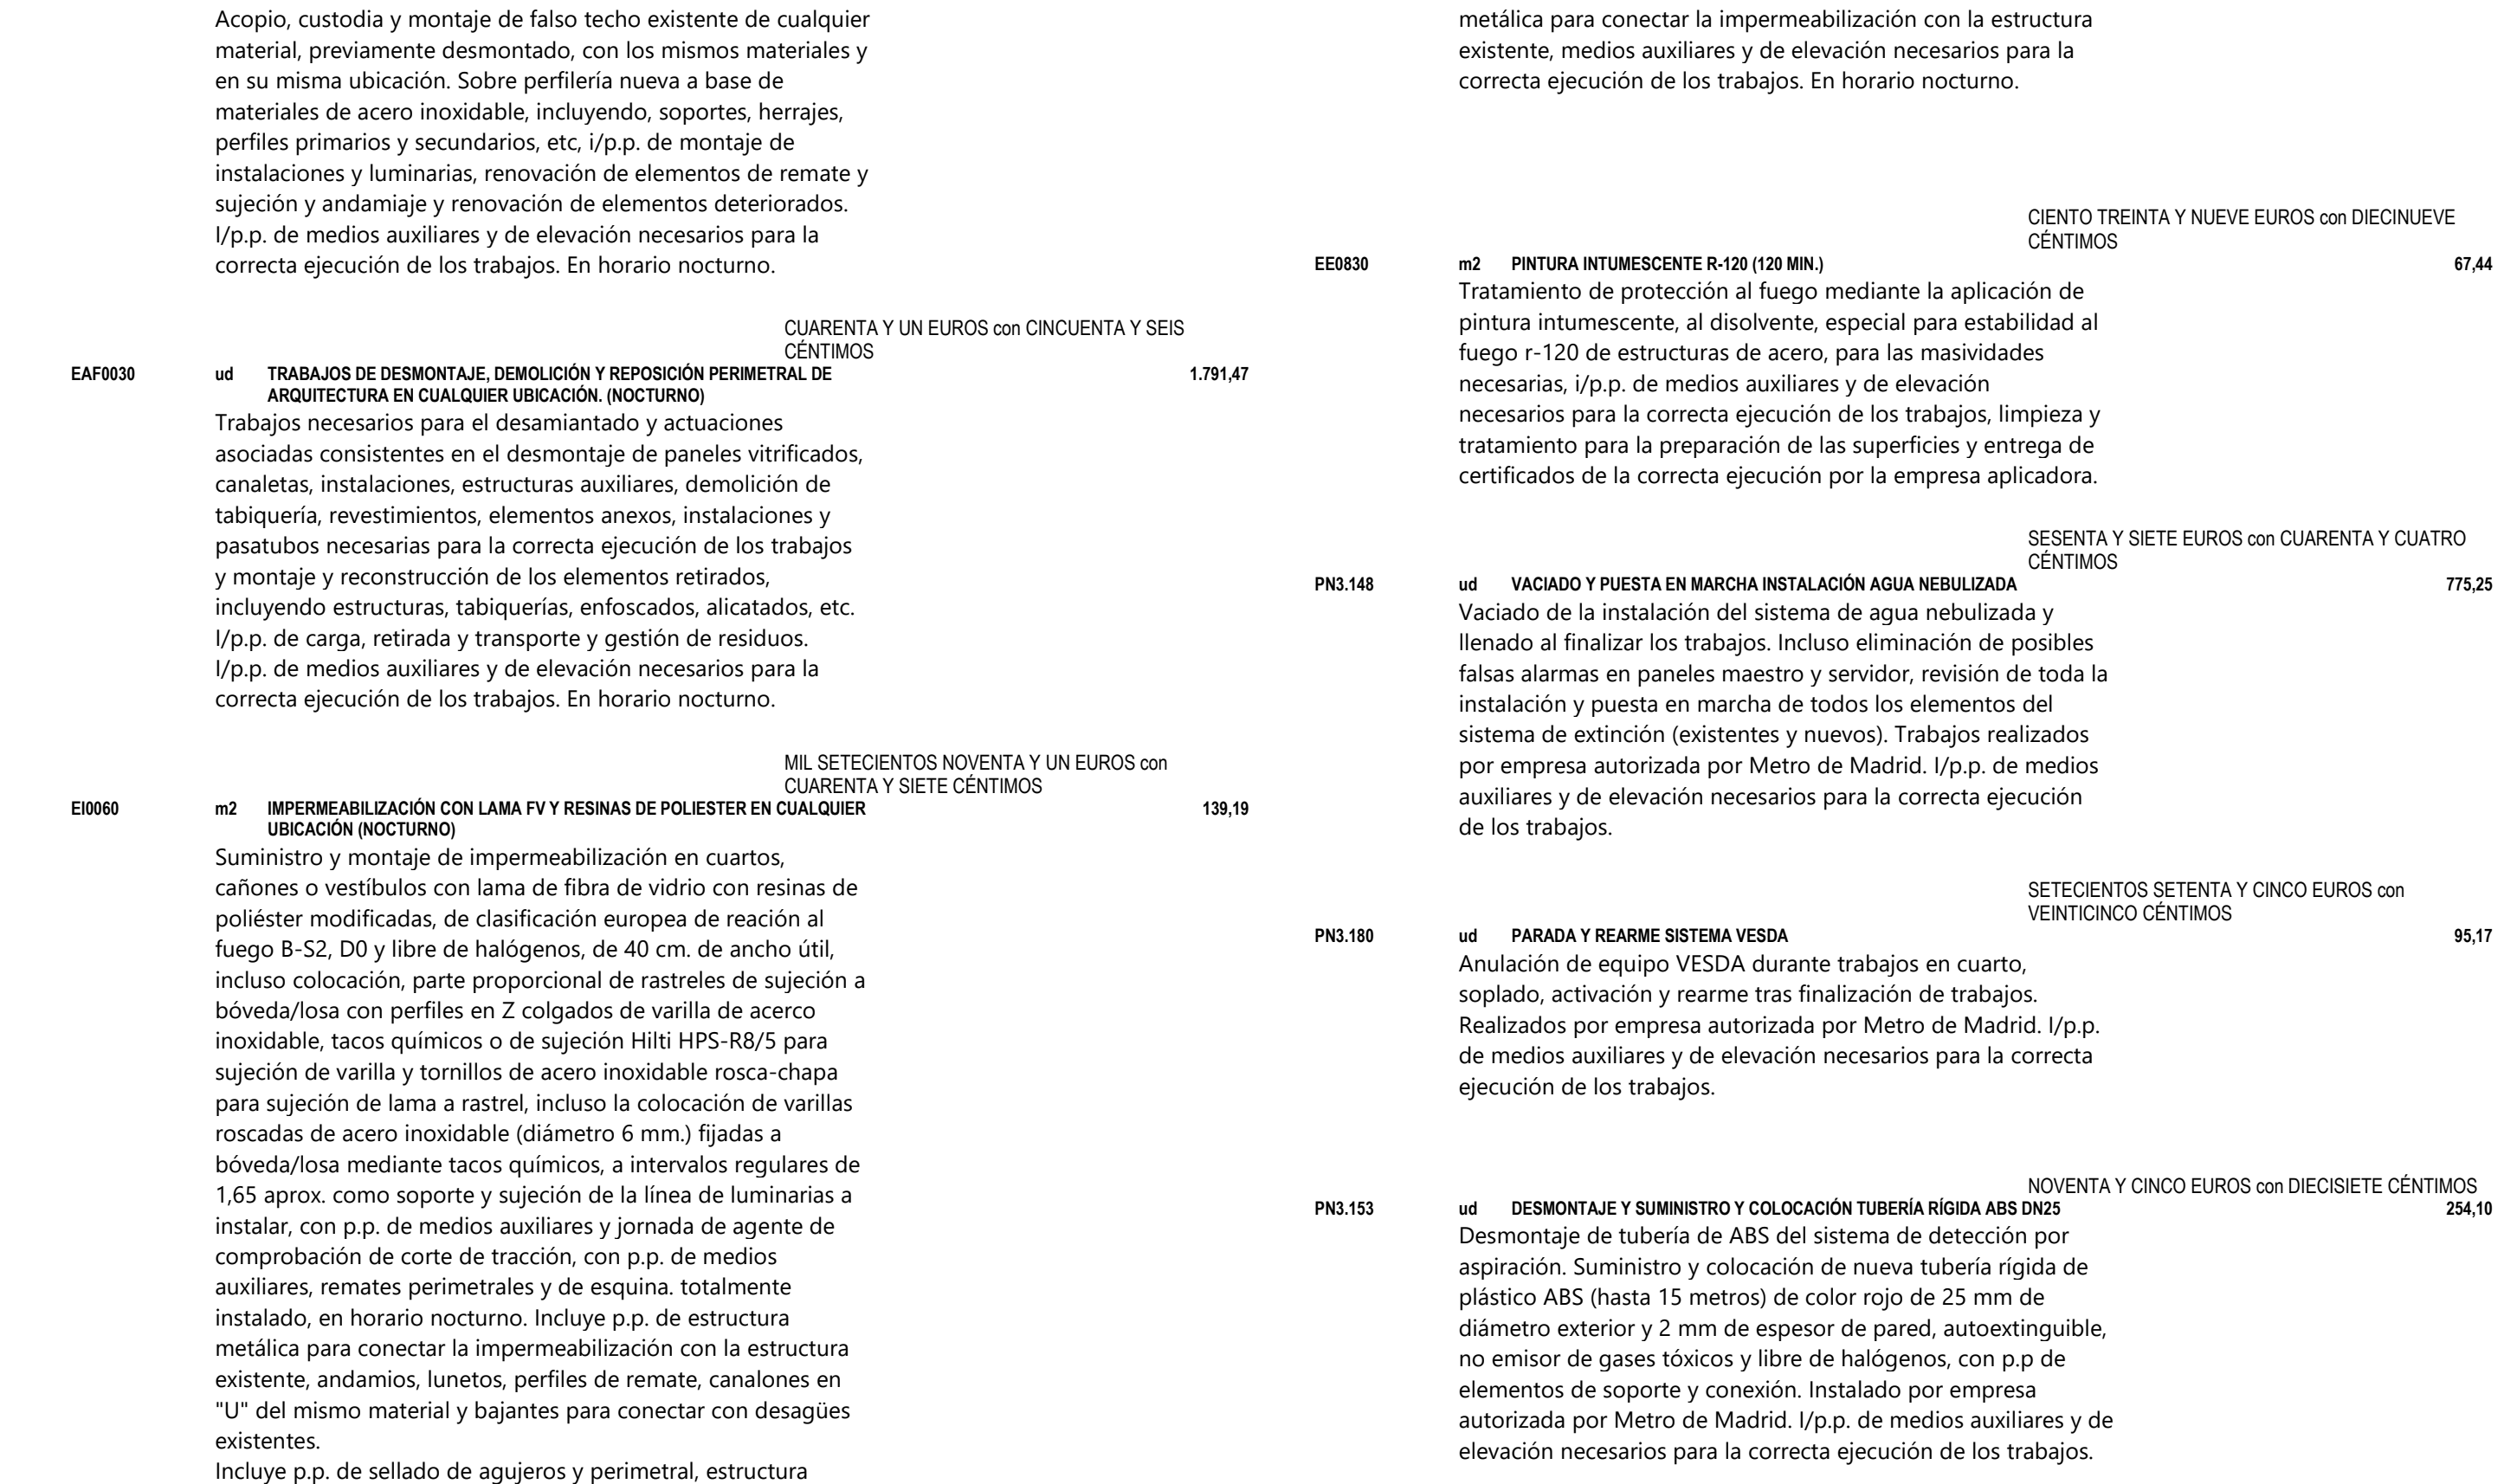 Acopio, custodia y montaje de falso techo existente de cualquier
material, previamente desmontado, con los mismos materiales y
en su misma ubicación. Sobre perfilería nueva a base de
materiales de acero inoxidable, incluyendo, soportes, herrajes,
perfiles primarios y secundarios, etc, i/p.p. de montaje de
instalaciones y luminarias, renovación de elementos de remate y
sujeción y andamiaje y renovación de elementos deteriorados.
I/p.p. de medios auxiliares y de elevación necesarios para la
correcta ejecución de los trabajos. En horario nocturno.
CUARENTA Y UN EUROS con CINCUENTA Y SEIS
CÉNTIMOS
EAF0030 ud TRABAJOS DE DESMONTAJE, DEMOLICIÓN Y REPOSICIÓN PERIMETRAL DE 1.791,47
ARQUITECTURA EN CUALQUIER UBICACIÓN. (NOCTURNO)
Trabajos necesarios para el desamiantado y actuaciones
asociadas consistentes en el desmontaje de paneles vitrificados,
canaletas, instalaciones, estructuras auxiliares, demolición de
tabiquería, revestimientos, elementos anexos, instalaciones y
pasatubos necesarias para la correcta ejecución de los trabajos
y montaje y reconstrucción de los elementos retirados,
incluyendo estructuras, tabiquerías, enfoscados, alicatados, etc.
I/p.p. de carga, retirada y transporte y gestión de residuos.
I/p.p. de medios auxiliares y de elevación necesarios para la
correcta ejecución de los trabajos. En horario nocturno.
MIL SETECIENTOS NOVENTA Y UN EUROS con
CUARENTA Y SIETE CÉNTIMOS
EI0060 m2 IMPERMEABILIZACIÓN CON LAMA FV Y RESINAS DE POLIESTER EN CUALQUIER 139,19
UBICACIÓN (NOCTURNO)
Suministro y montaje de impermeabilización en cuartos,
cañones o vestíbulos con lama de fibra de vidrio con resinas de
poliéster modificadas, de clasificación europea de reación al
fuego B-S2, D0 y libre de halógenos, de 40 cm. de ancho útil,
incluso colocación, parte proporcional de rastreles de sujeción a
bóveda/losa con perfiles en Z colgados de varilla de acerco
inoxidable, tacos químicos o de sujeción Hilti HPS-R8/5 para
sujeción de varilla y tornillos de acero inoxidable rosca-chapa
para sujeción de lama a rastrel, incluso la colocación de varillas
roscadas de acero inoxidable (diámetro 6 mm.) fijadas a
bóveda/losa mediante tacos químicos, a intervalos regulares de
1,65 aprox. como soporte y sujeción de la línea de luminarias a
instalar, con p.p. de medios auxiliares y jornada de agente de
comprobación de corte de tracción, con p.p. de medios
auxiliares, remates perimetrales y de esquina. totalmente
instalado, en horario nocturno. Incluye p.p. de estructura
metálica para conectar la impermeabilización con la estructura
existente, andamios, lunetos, perfiles de remate, canalones en
"U" del mismo material y bajantes para conectar con desagües
existentes.
Incluye p.p. de sellado de agujeros y perimetral, estructura
metálica para conectar la impermeabilización con la estructura
existente, medios auxiliares y de elevación necesarios para la
correcta ejecución de los trabajos. En horario nocturno.
CIENTO TREINTA Y NUEVE EUROS con DIECINUEVE
CÉNTIMOS
EE0830 m2 PINTURA INTUMESCENTE R-120 (120 MIN.) 67,44
Tratamiento de protección al fuego mediante la aplicación de
pintura intumescente, al disolvente, especial para estabilidad al
fuego r-120 de estructuras de acero, para las masividades
necesarias, i/p.p. de medios auxiliares y de elevación
necesarios para la correcta ejecución de los trabajos, limpieza y
tratamiento para la preparación de las superficies y entrega de
certificados de la correcta ejecución por la empresa aplicadora.
SESENTA Y SIETE EUROS con CUARENTA Y CUATRO
CÉNTIMOS
PN3.148 ud VACIADO Y PUESTA EN MARCHA INSTALACIÓN AGUA NEBULIZADA 775,25
Vaciado de la instalación del sistema de agua nebulizada y
llenado al finalizar los trabajos. Incluso eliminación de posibles
falsas alarmas en paneles maestro y servidor, revisión de toda la
instalación y puesta en marcha de todos los elementos del
sistema de extinción (existentes y nuevos). Trabajos realizados
por empresa autorizada por Metro de Madrid. I/p.p. de medios
auxiliares y de elevación necesarios para la correcta ejecución
de los trabajos.
SETECIENTOS SETENTA Y CINCO EUROS con
VEINTICINCO CÉNTIMOS
PN3.180 ud PARADA Y REARME SISTEMA VESDA 95,17
Anulación de equipo VESDA durante trabajos en cuarto,
soplado, activación y rearme tras finalización de trabajos.
Realizados por empresa autorizada por Metro de Madrid. I/p.p.
de medios auxiliares y de elevación necesarios para la correcta
ejecución de los trabajos.
NOVENTA Y CINCO EUROS con DIECISIETE CÉNTIMOS
PN3.153 ud DESMONTAJE Y SUMINISTRO Y COLOCACIÓN TUBERÍA RÍGIDA ABS DN25 254,10
Desmontaje de tubería de ABS del sistema de detección por
aspiración. Suministro y colocación de nueva tubería rígida de
plástico ABS (hasta 15 metros) de color rojo de 25 mm de
diámetro exterior y 2 mm de espesor de pared, autoextinguible,
no emisor de gases tóxicos y libre de halógenos, con p.p de
elementos de soporte y conexión. Instalado por empresa
autorizada por Metro de Madrid. I/p.p. de medios auxiliares y de
elevación necesarios para la correcta ejecución de los trabajos.